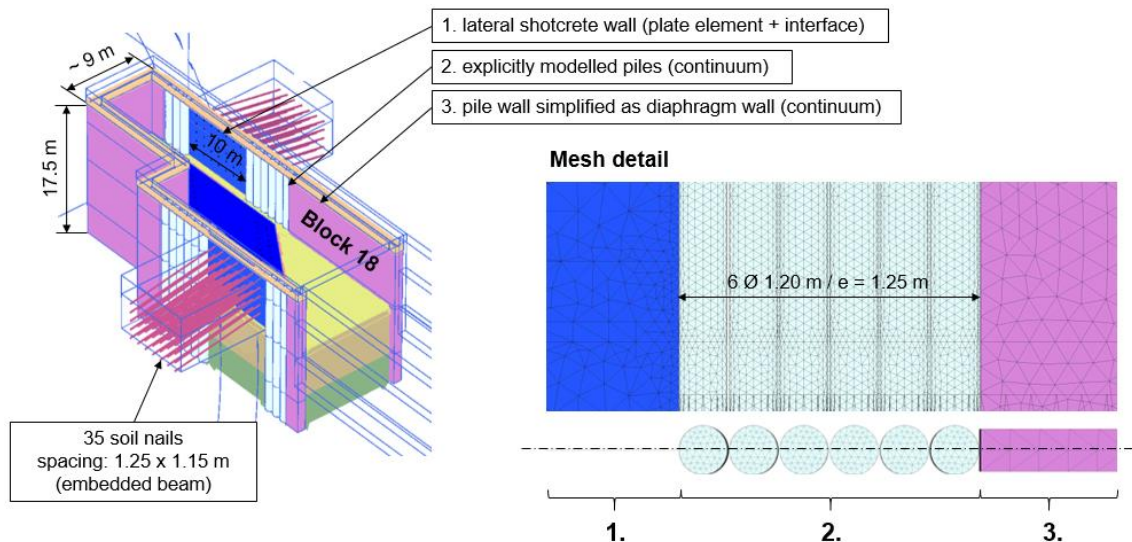 1. lateral shotcrete wall (plate element + interface)
2. explicitly modelled piles (continuum)
3. pile wall simplified as diaphragm wall (continuum)
~ 9 m
17.5 m
10 m
Block 18
35 soil nails
spacing: 1.25 x 1.15 m
(embedded beam)
Mesh detail
6 Ø 1.20 m / e = 1.25 m
1.
2.
3.